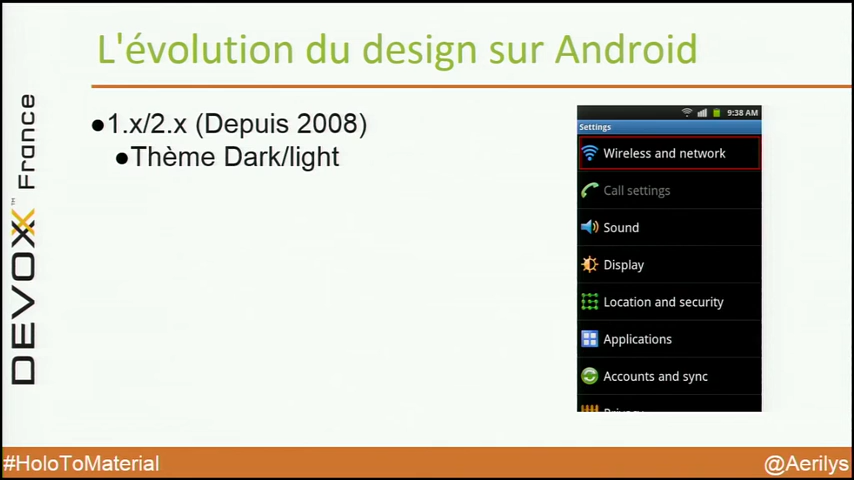 L'évolution du design sur Android
●1.x/2.x (Depuis 2008)
●Thème Dark/light
9:38 AM
Settings
Wireless and network
Call settings
Sound
Display
Location and security
Applications
Accounts and sync
DEVOXX™ France
#HoloToMaterial
@Aerilys